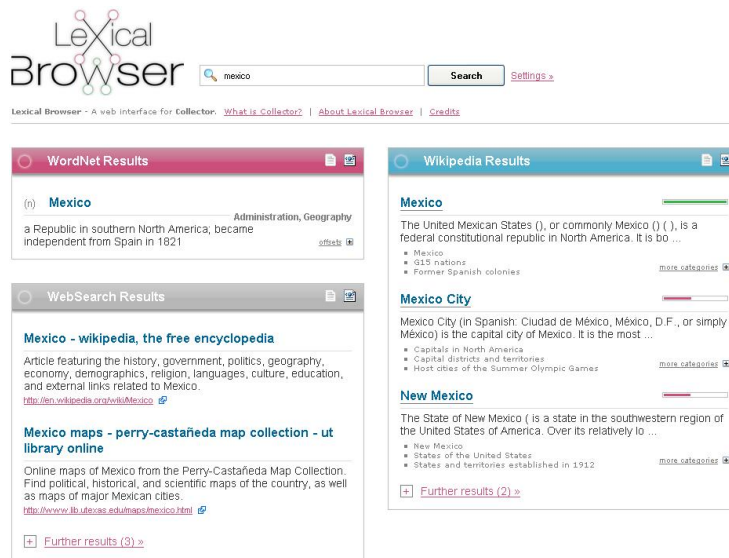 Lexical
Browser
mexico
Search
Settings »
Lexical Browser - A web interface for Collector. What is Collector? | About Lexical Browser | Credits
WordNet Results
(n) Mexico
Administration, Geography
a Republic in southern North America; became
independent from Spain in 1821
offsets
WebSearch Results
Mexico - wikipedia, the free encyclopedia
Article featuring the history, government, politics, geography,
economy, demographics, religion, languages, culture, education,
and external links related to Mexico.
http://en.wikipedia.org/wiki/Mexico
Mexico maps - perry-castañeda map collection - ut
library online
Online maps of Mexico from the Perry-Castañeda Map Collection.
Find political, historical, and scientific maps of the country, as well
as maps of major Mexican cities.
http://www.lib.utexas.edu/maps/mexico.html
+ Further results (3) »
Wikipedia Results
Mexico
The United Mexican States (), or commonly Mexico () ( ), is a
federal constitutional republic in North America. It is bo ...
Mexico
G15 nations
Former Spanish colonies
more categories
Mexico City
Mexico City (in Spanish: Ciudad de México, México, D.F., or simply
México) is the capital city of Mexico. It is the most ...
Capitals in North America
Capital districts and territories
Host cities of the Summer Olympic Games
more categories
New Mexico
The State of New Mexico ( is a state in the southwestern region of
the United States of America. Over its relatively lo ...
New Mexico
States of the United States
States and territories established in 1912
more categories
+ Further results (2) »